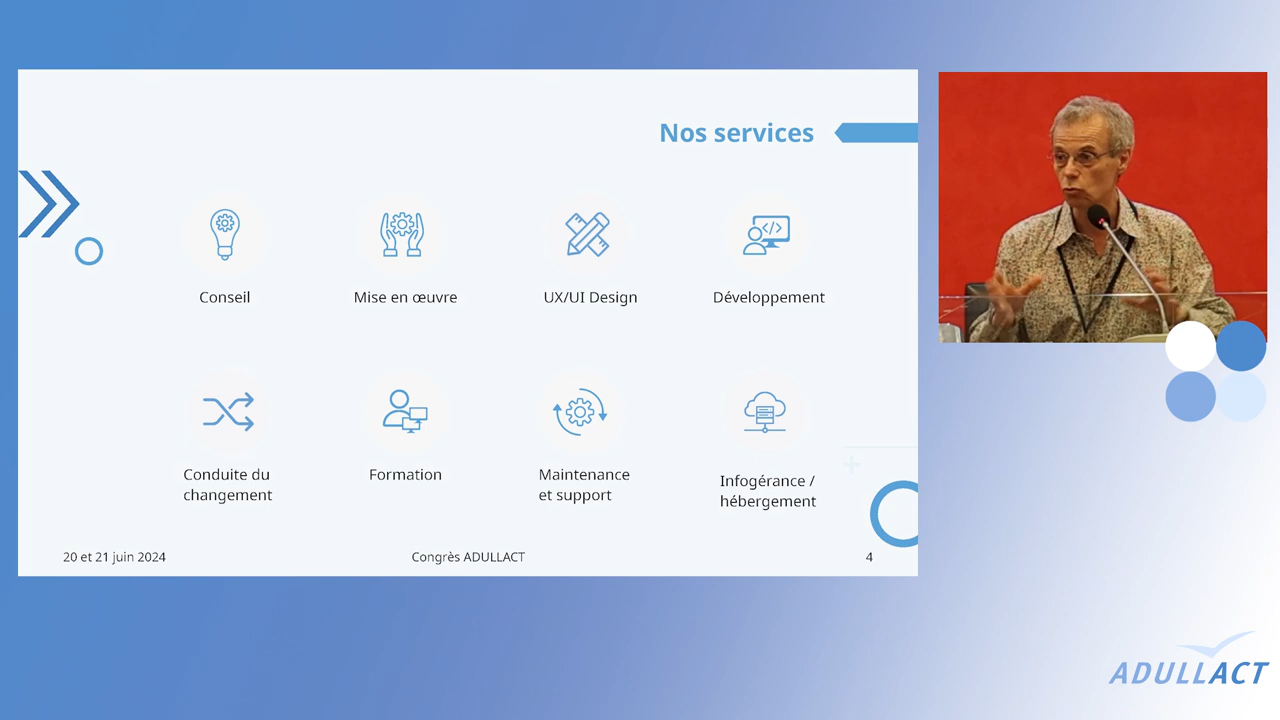 Nos services
Conseil
Mise en œuvre
UX/UI Design
Développement
Conduite du
changement
Formation
Maintenance
et support
Infogérance /
hébergement
20 et 21 juin 2024
Congrès ADULLACT
4
ADULLACT